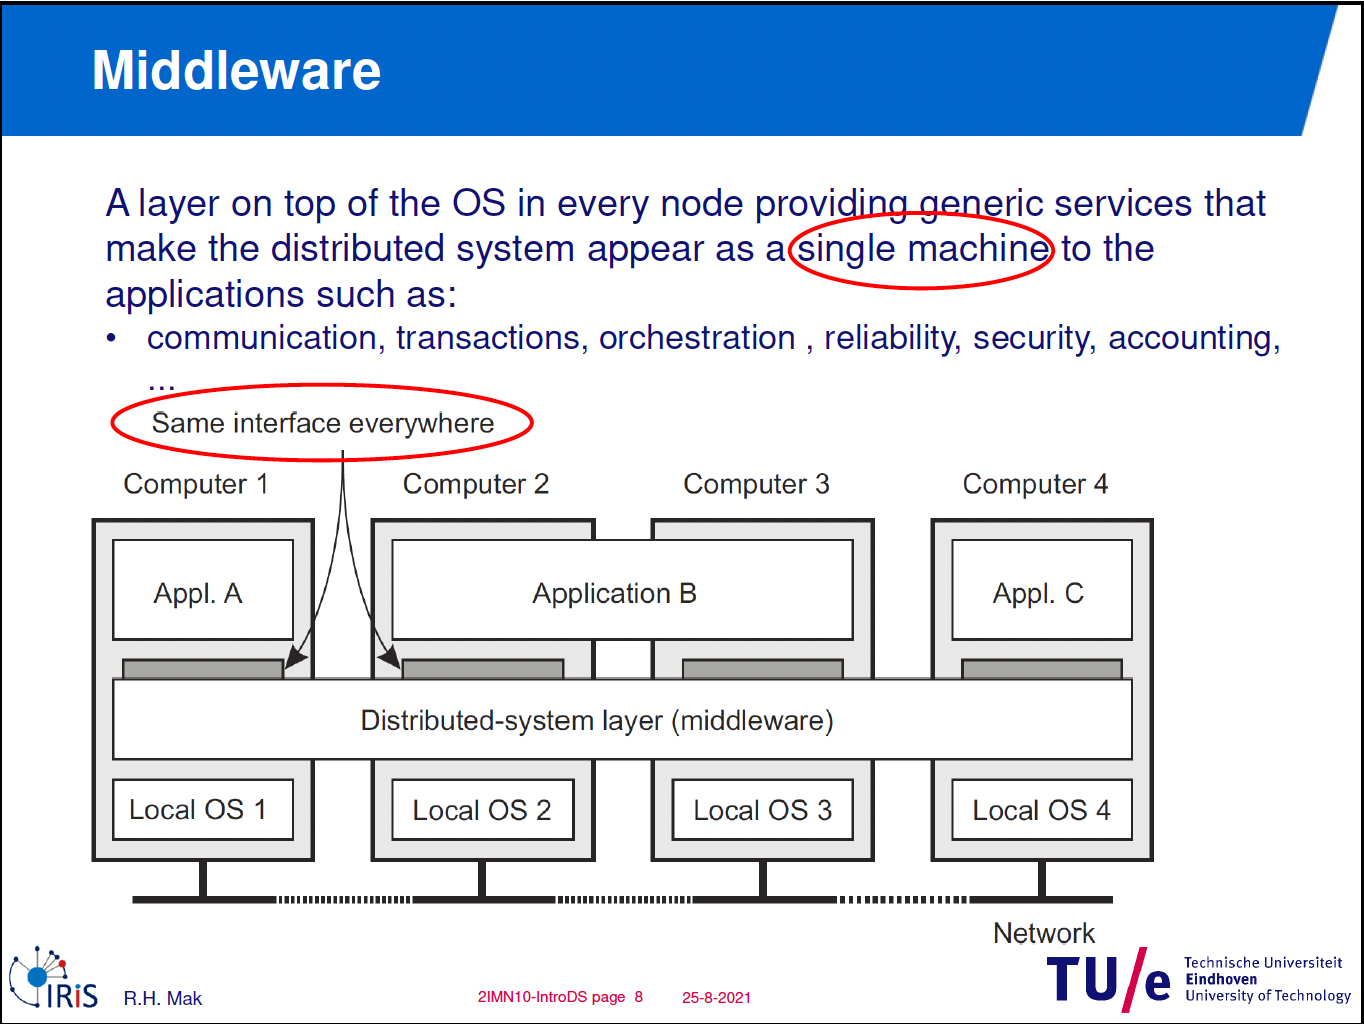 Middleware
A layer on top of the OS in every node providing generic services that
make the distributed system appear as a single machine to the
applications such as:
• communication, transactions, orchestration , reliability, security, accounting,
...
Same interface everywhere
Computer 1 Computer 2 Computer 3 Computer 4
Appl. A Application B Appl. C
Distributed-system layer (middleware)
Local OS 1 Local OS 2 Local OS 3 Local OS 4
Network
IRiS R.H. Mak 2IMN10-IntroDS page 8 25-8-2021
TU/e Technische Universiteit
Eindhoven
University of Technology